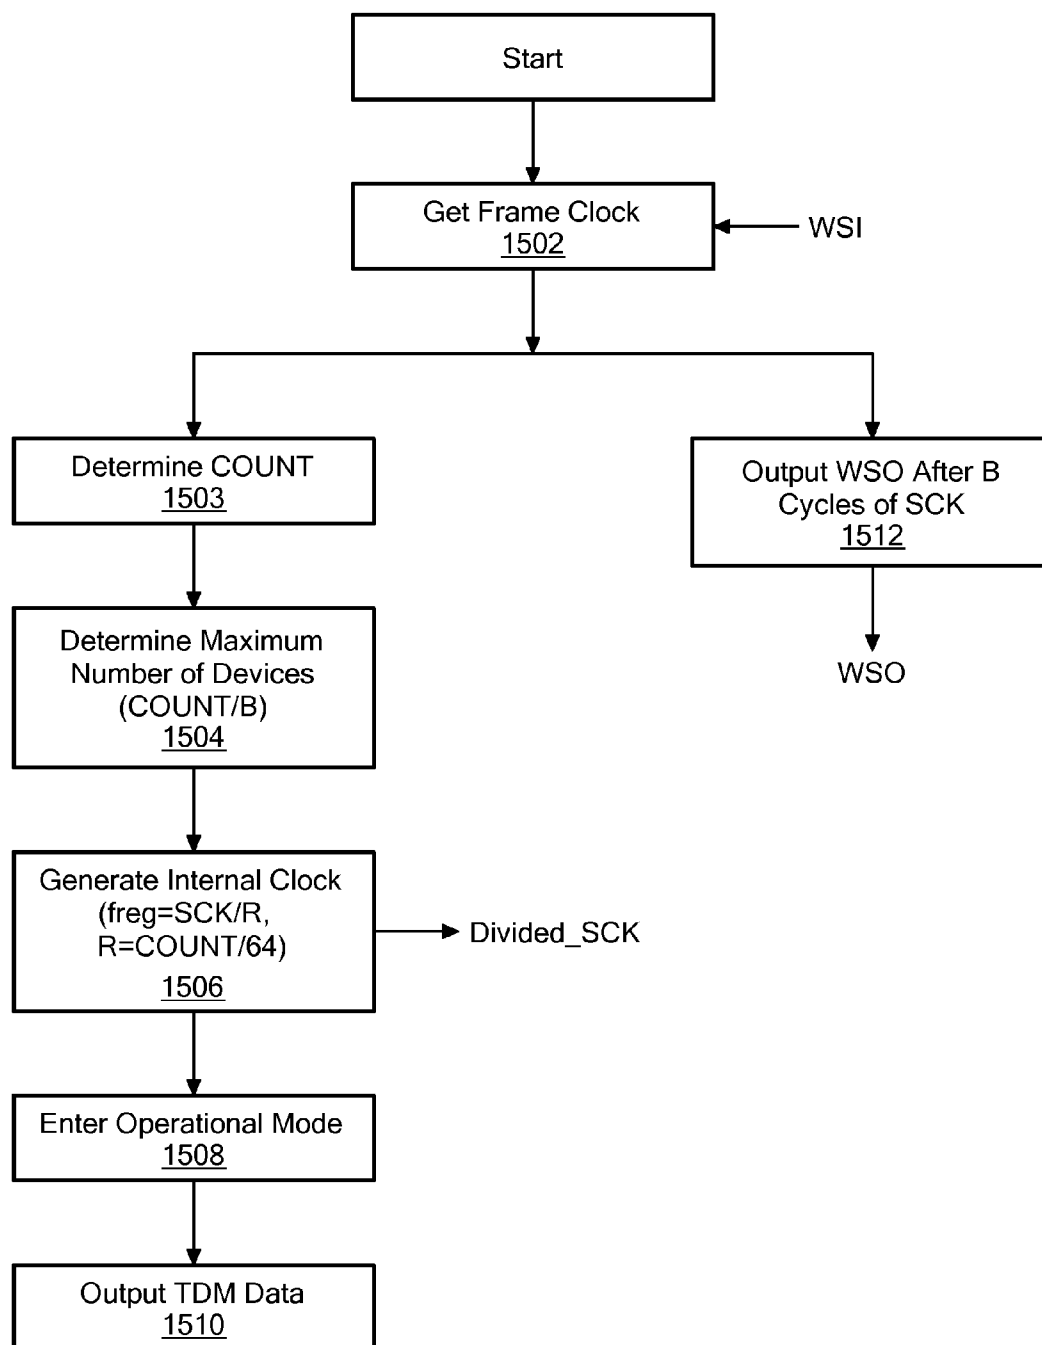 Start
Get Frame Clock
1502
WSI
Determine COUNT
1503
Output WSO After B
Cycles of SCK
1512
WSO
Determine Maximum
Number of Devices
(COUNT/B)
1504
Generate Internal Clock
(freg=SCK/R,
R=COUNT/64)
1506
Divided_SCK
Enter Operational Mode
1508
Output TDM Data
1510